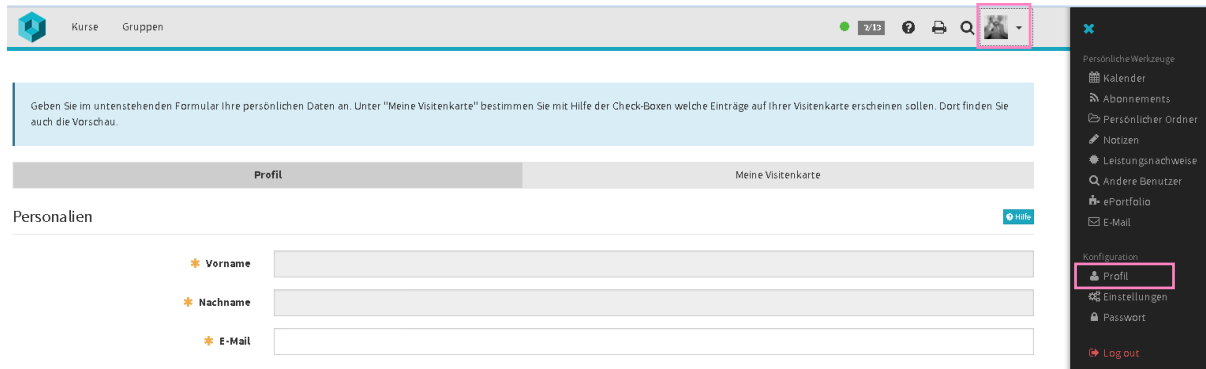 Kurse Gruppen 2/13
Geben Sie im untenstehenden Formular Ihre persönlichen Daten an. Unter "Meine Visitenkarte" bestimmen Sie mit Hilfe der Check-Boxen welche Einträge auf Ihrer Visitenkarte erscheinen sollen. Dort finden Sie
auch die Vorschau.
Profil Meine Visitenkarte
Personalien Hilfe
Vorname
Nachname
E-Mail
Persönliche Werkzeuge
Kalender
Abonnements
Persönlicher Ordner
Notizen
Leistungsnachweise
Andere Benutzer
ePortfolio
E-Mail
Konfiguration
Profil
Einstellungen
Passwort
Log out